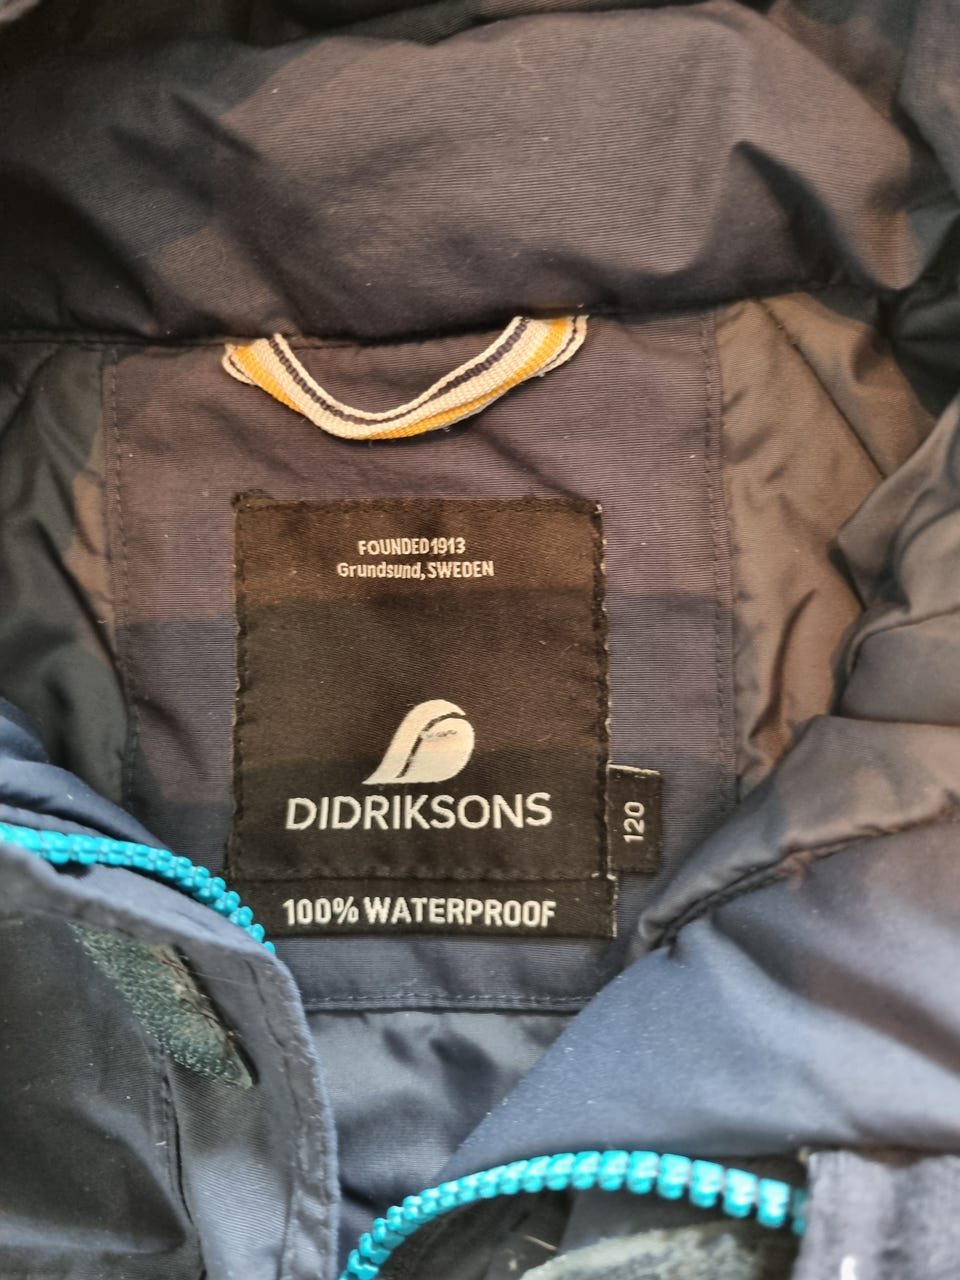 FOUNDED 1913
Grundsund, SWEDEN
DIDRIKSONS
120
100% WATERPROOF